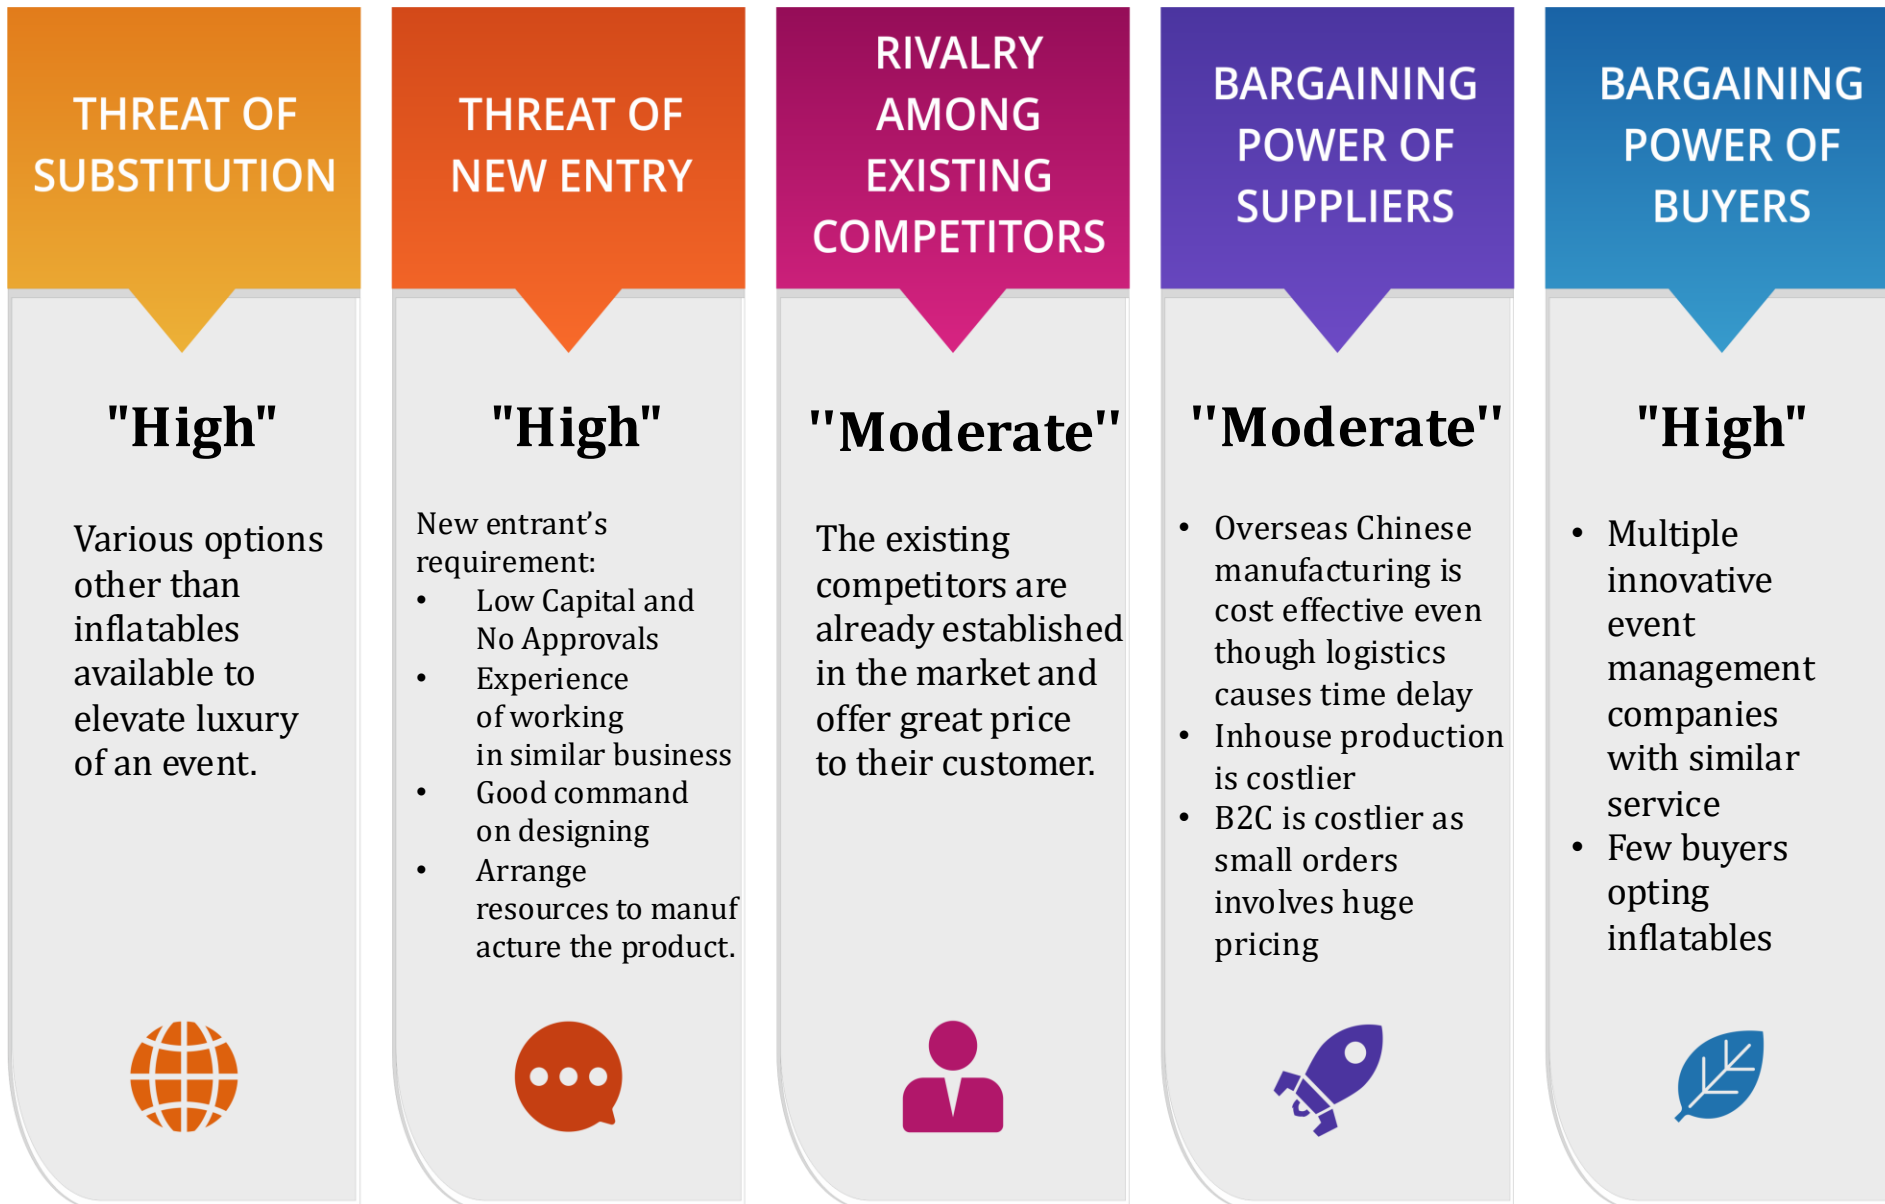 THREAT OF
SUBSTITUTION
"High"
Various options
other than
inflatables
available to
elevate luxury
of an event.
THREAT OF
NEW ENTRY
"High"
New entrant’s
requirement:
• Low Capital and
No Approvals
• Experience
of working
in similar business
• Good command
on designing
• Arrange
resources to manuf
acture the product.
RIVALRY
AMONG
EXISTING
COMPETITORS
"Moderate"
The existing
competitors are
already established
in the market and
offer great price
to their customer.
BARGAINING
POWER OF
SUPPLIERS
"Moderate"
• Overseas Chinese
manufacturing is
cost effective even
though logistics
causes time delay
• Inhouse production
is costlier
• B2C is costlier as
small orders
involves huge
pricing
BARGAINING
POWER OF
BUYERS
"High"
• Multiple
innovative
event
management
companies
with similar
service
• Few buyers
opting
inflatables